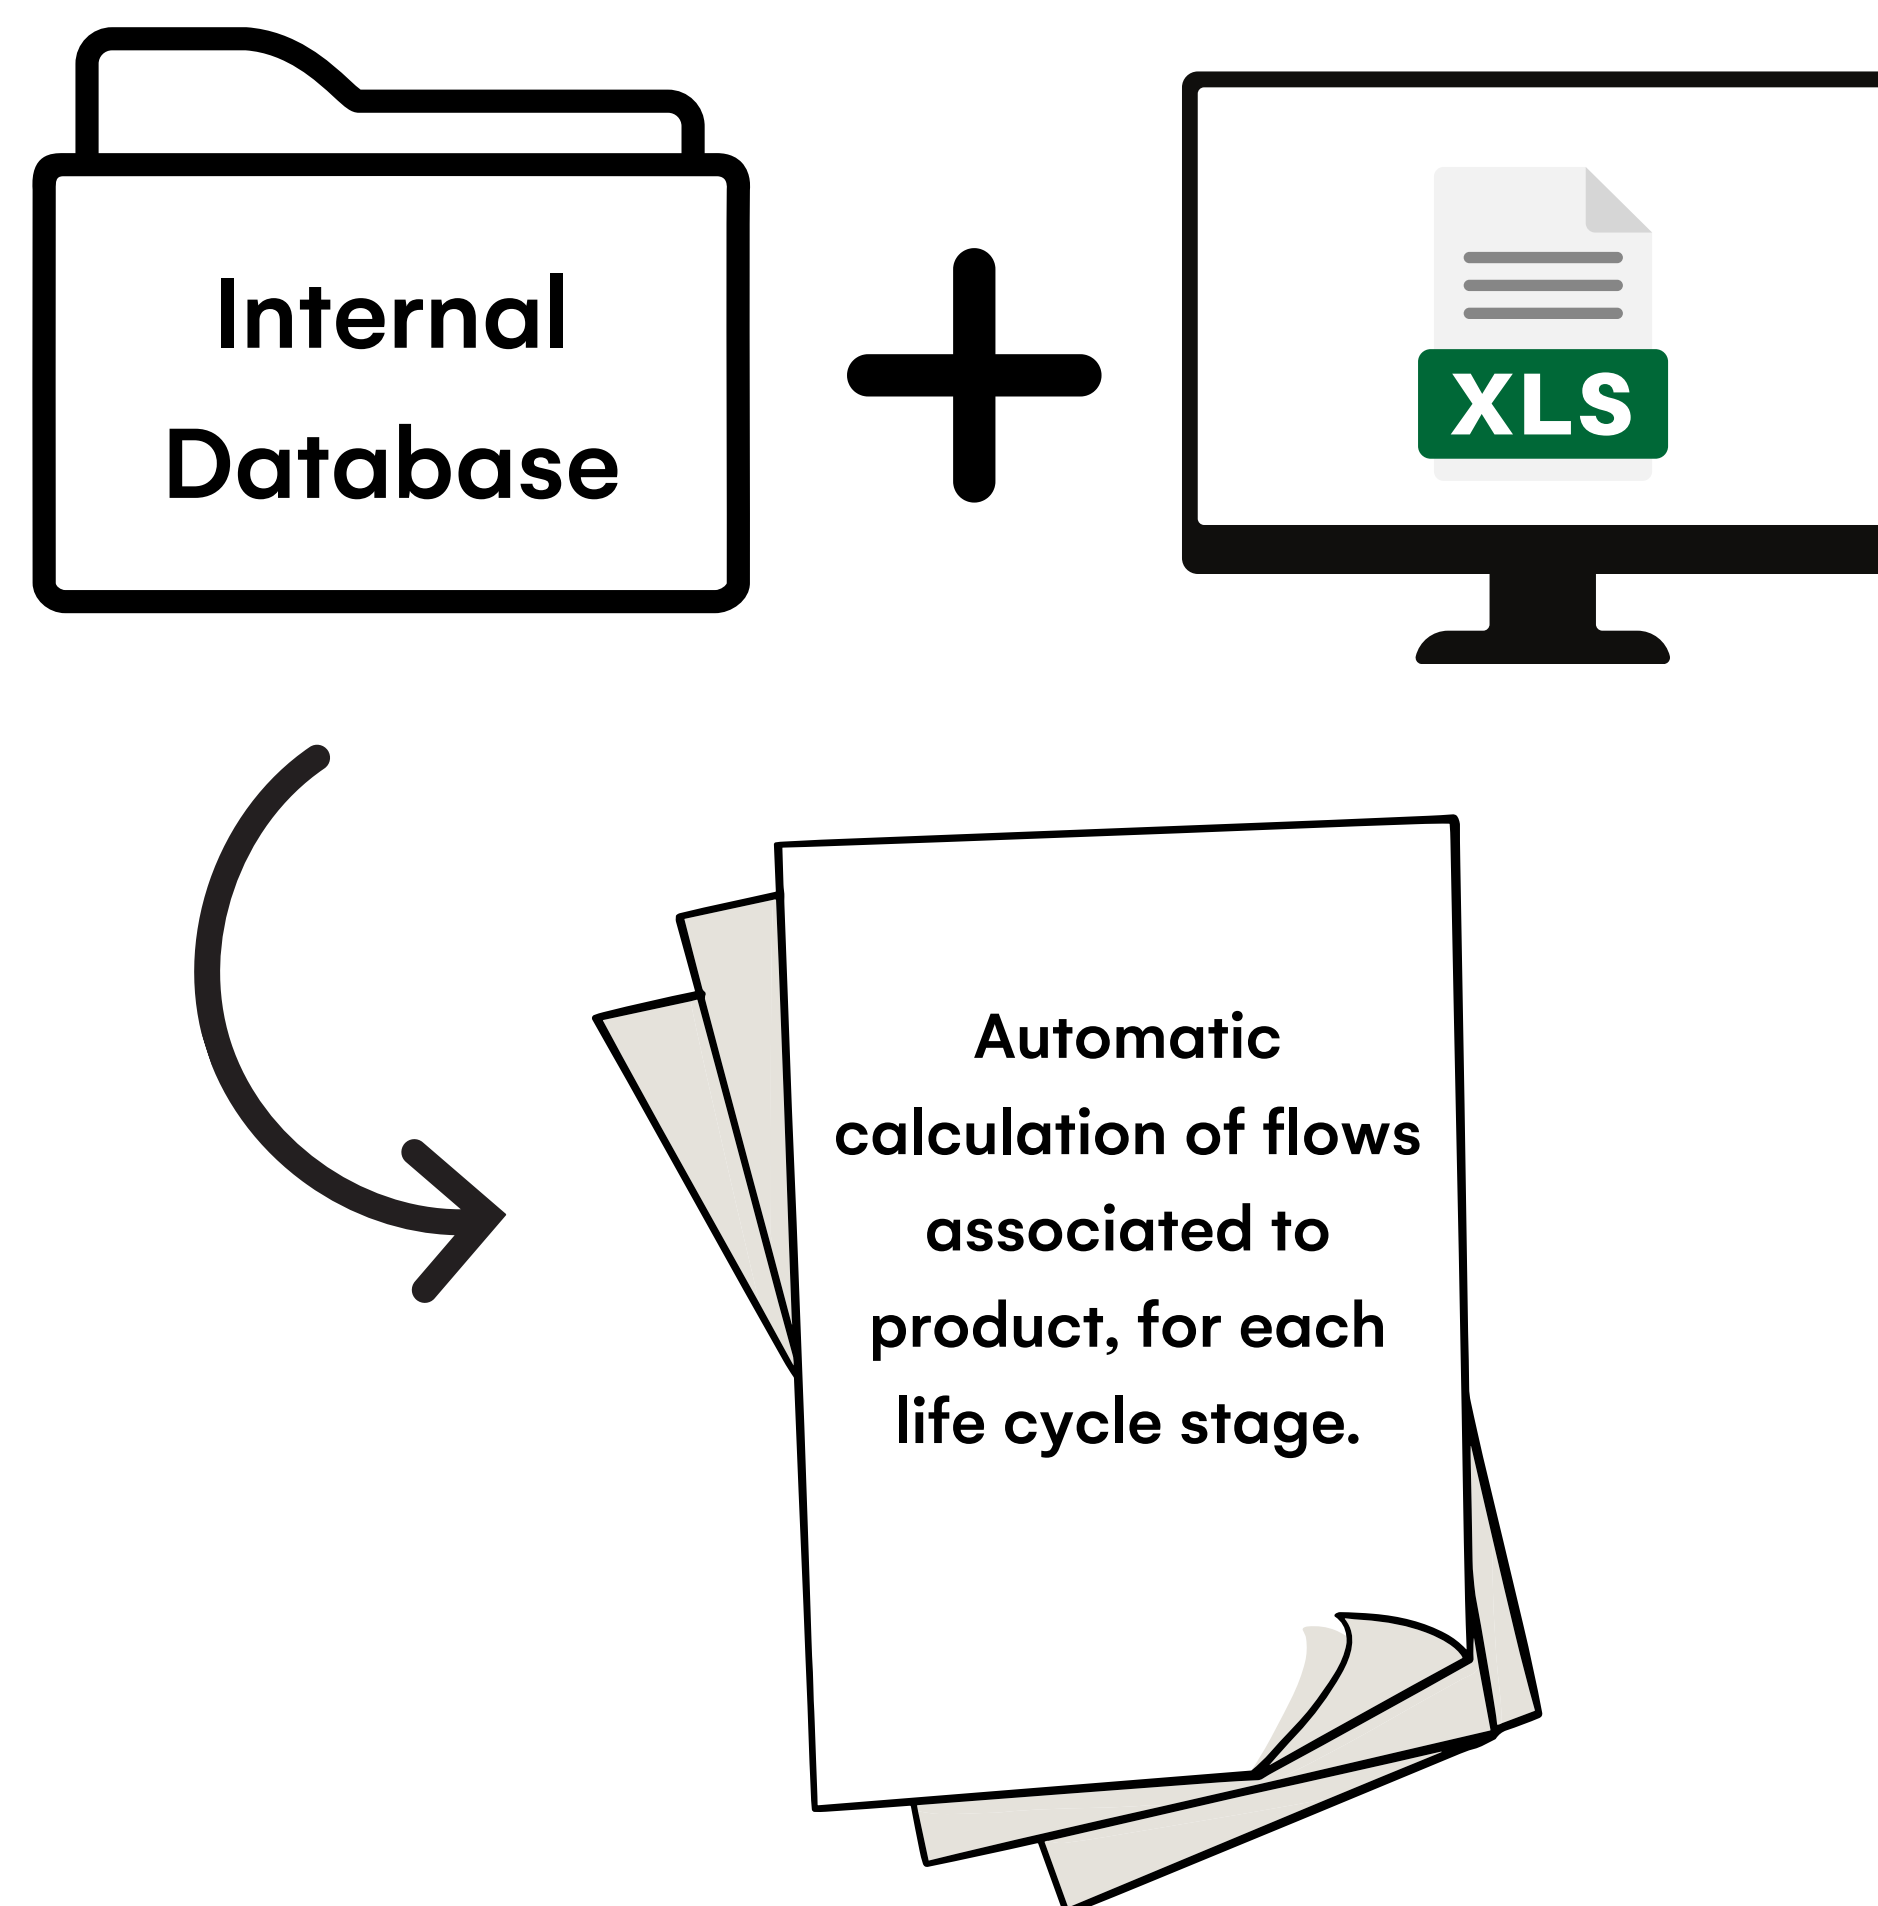 Internal
Database
XLS
Automatic
calculation of flows
associated to
product, for each
life cycle stage.